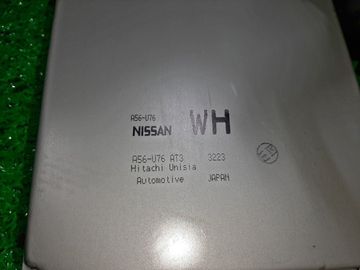 A56-U76
NISSAN WH
A56-U76 AT3 3223
Hitachi Unisia
Automotive JAPAN